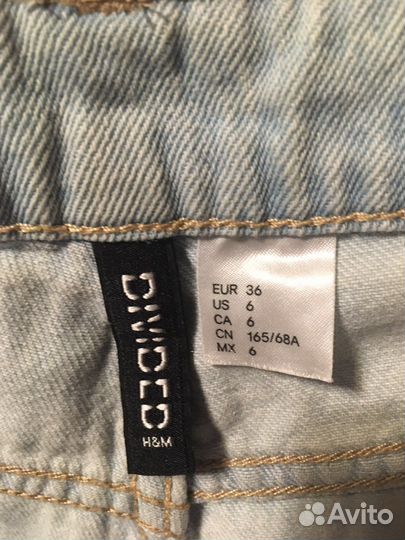 DIVIDED
H&M
EUR 36
US 6
CA 6
CN 165/68A
MX 6
Avito